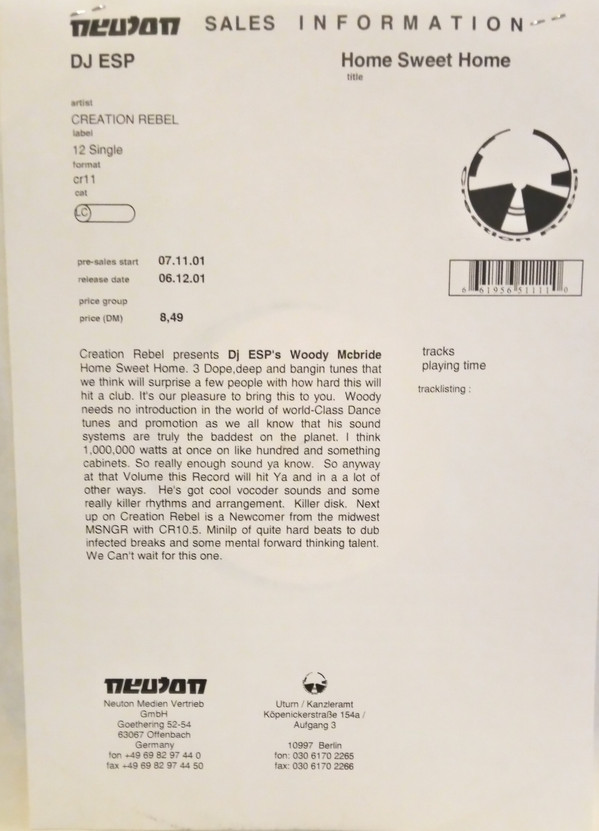 neuton SALES INFORMATION
DJ ESP Home Sweet Home
title
artist
CREATION REBEL
label
12 Single
format
cr11
cat
LC
Creation Rebel
pre-sales start 07.11.01
release date 06.12.01
price group
price (DM) 8,49
8 61956 51111 0
Creation Rebel presents Dj ESP's Woody Mcbride
Home Sweet Home. 3 Dope,deep and bangin tunes that
we think will surprise a few people with how hard this will
hit a club. It's our pleasure to bring this to you. Woody
needs no introduction in the world of world-Class Dance
tunes and promotion as we all know that his sound
systems are truly the baddest on the planet. I think
1,000,000 watts at once on like hundred and something
cabinets. So really enough sound ya know. So anyway
at that Volume this Record will hit Ya and in a a lot of
other ways. He's got cool vocoder sounds and some
really killer rhythms and arrangement. Killer disk. Next
up on Creation Rebel is a Newcomer from the midwest
MSNGR with CR10.5. Minilp of quite hard beats to dub
infected breaks and some mental forward thinking talent.
We Can't wait for this one.
tracks
playing time
tracklisting :
neuton
Neuton Medien Vertrieb
GmbH
Goethering 52-54
63067 Offenbach
Germany
fon +49 69 82 97 44 0
fax +49 69 82 97 44 50
Uturn / Kanzleramt
Köpenickerstraße 154a /
Aufgang 3
10997 Berlin
fon: 030 6170 2265
fax: 030 6170 2266